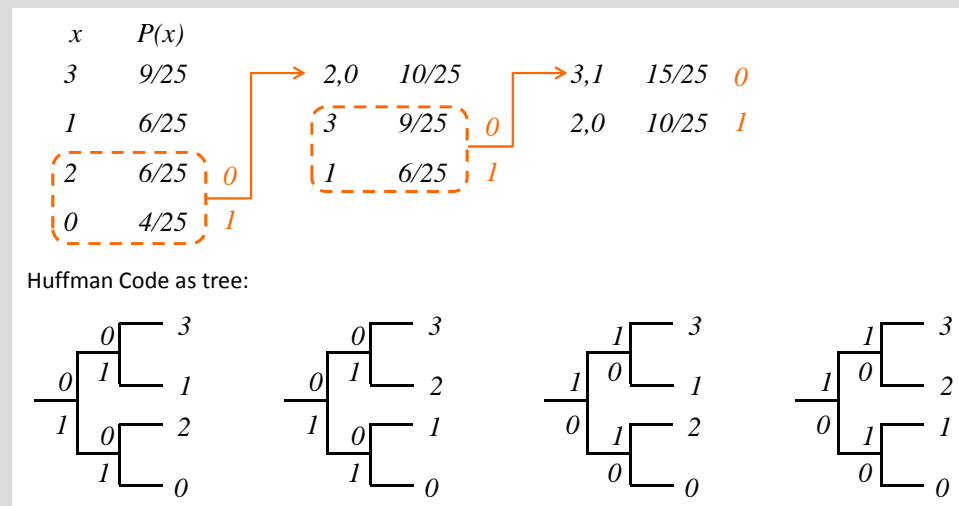 x P(x)
3 9/25 2,0 10/25 3,1 15/25 0
1 6/25 3 9/25 0 2,0 10/25 1
2 6/25 0 1 6/25 1
0 4/25 1
Huffman Code as tree:
0 3 0 3 1 3 1 3
0 1 1 0 1 2 1 0 1 1 0 2
1 0 2 1 0 1 0 1 2 0 1 1
1 0 1 0 0 0 0 0